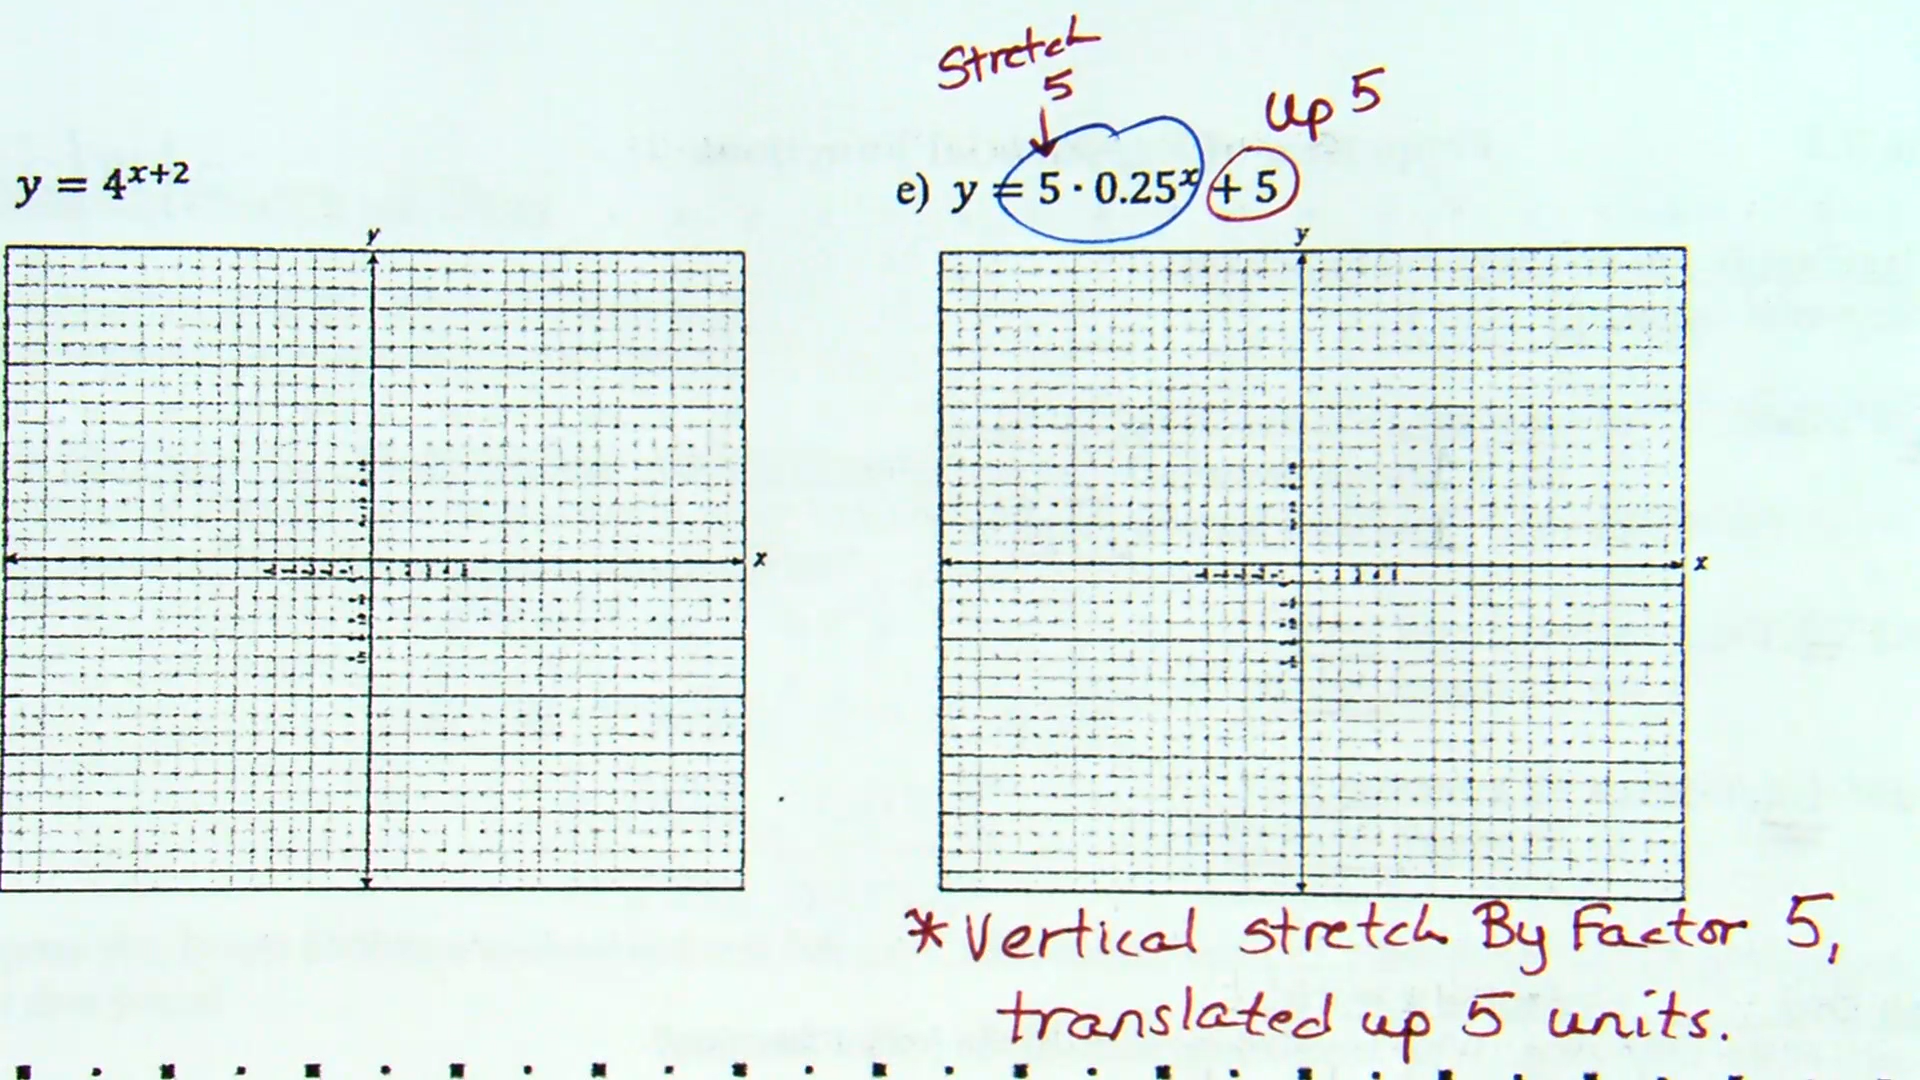 Stretch
5
Up 5
y = 4^{x+2}
e) y = 5 · 0.25^x + 5
y
y
x
x
* Vertical stretch By Factor 5,
translated up 5 units.